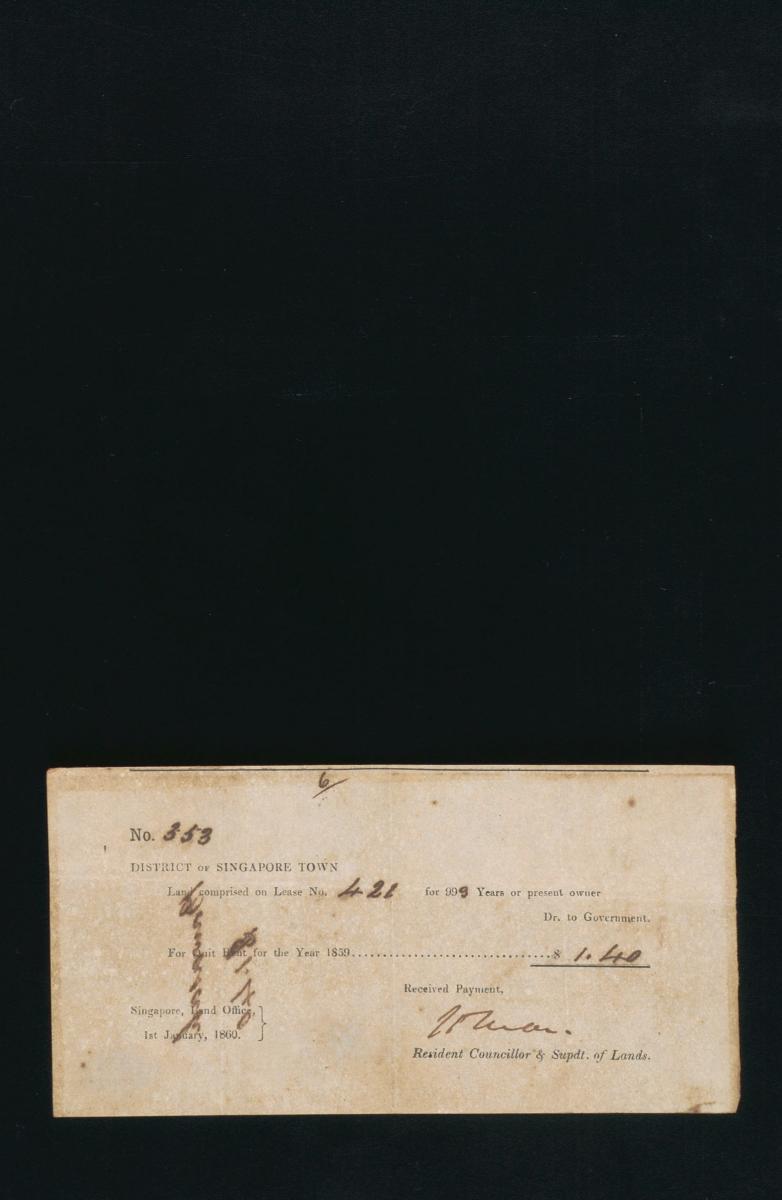 6/
No. 353
DISTRICT OF SINGAPORE TOWN
Land comprised on Lease No. 421 for 999 Years or present owner
Dr. to Government.
For Quit Rent for the Year 1859..............................$ 1.40
Received Payment,
Singapore, Land Office,
1st January, 1860.
Resident Councillor & Supdt. of Lands.